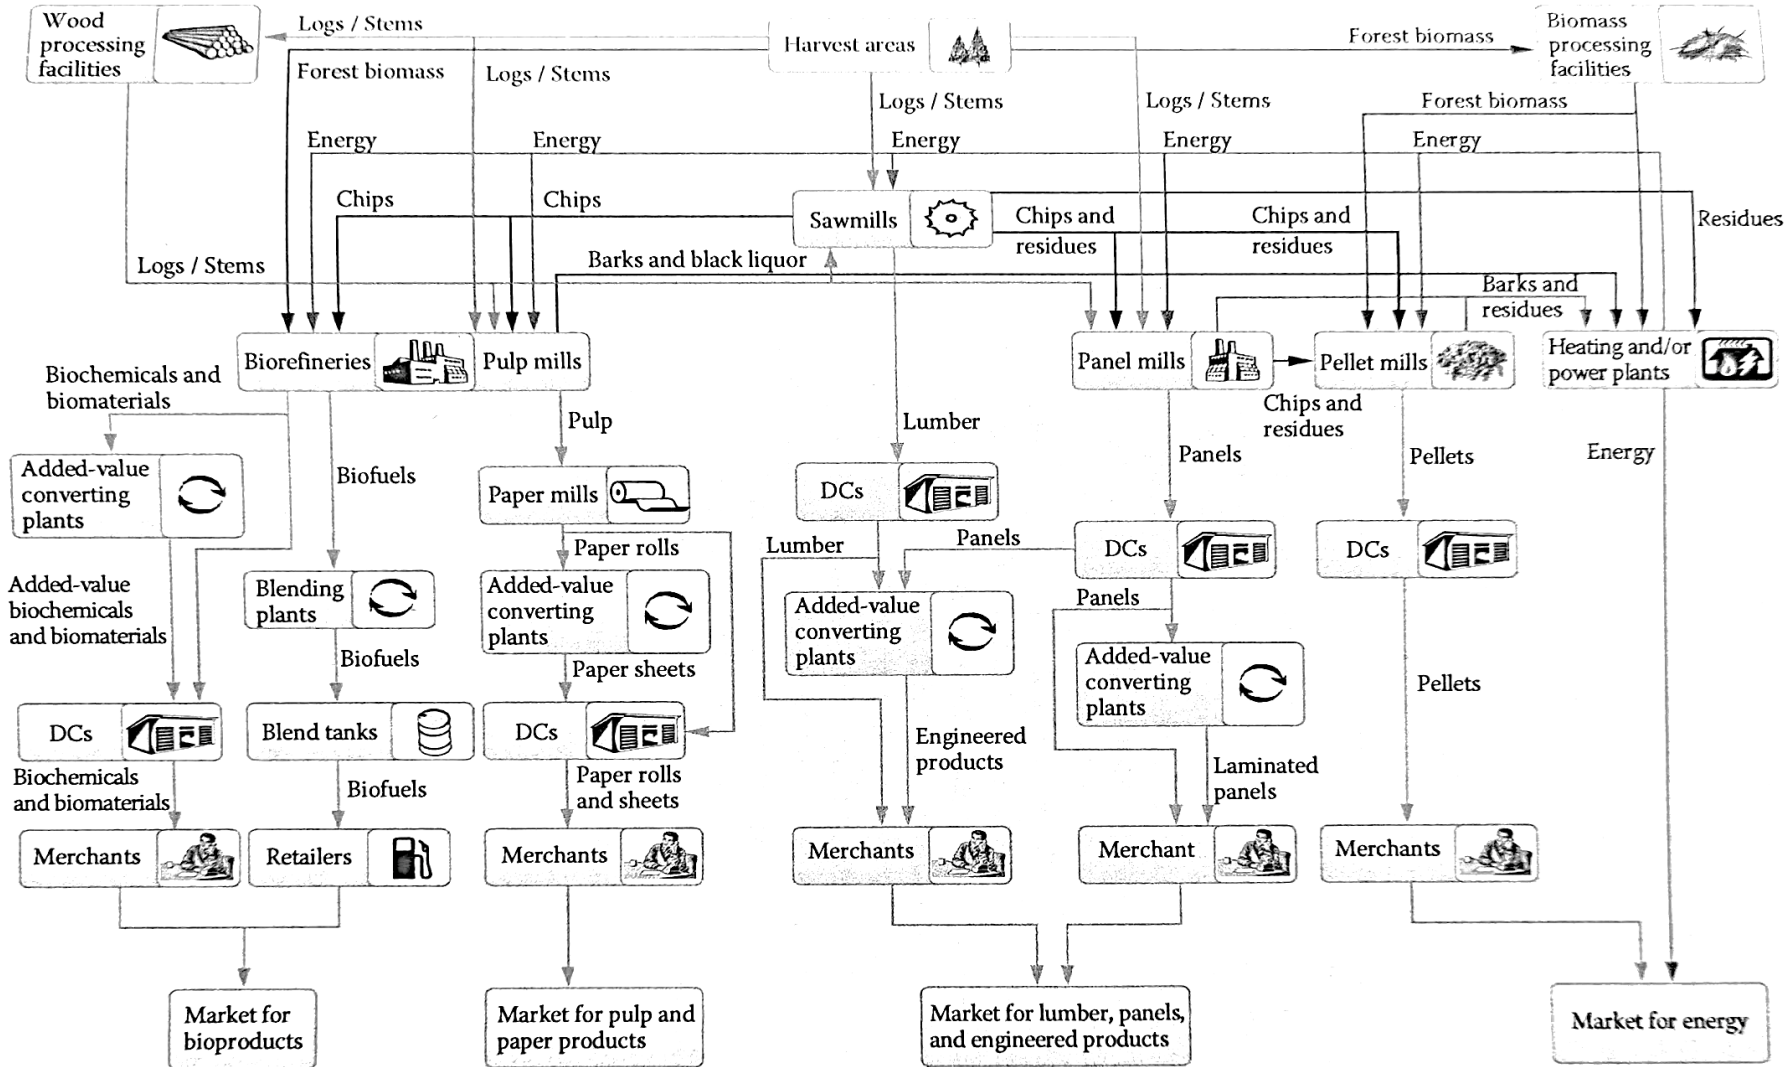 Wood
processing
facilities
Logs / Stems
Harvest areas
Forest biomass
Biomass
processing
facilities
Forest biomass
Logs / Stems
Logs / Stems
Logs / Stems
Forest biomass
Energy
Energy
Energy
Energy
Energy
Chips
Chips
Sawmills
Chips and
residues
Chips and
residues
Residues
Logs / Stems
Barks and black liquor
Barks and
residues
Biorefineries
Pulp mills
Panel mills
Pellet mills
Heating and/or
power plants
Biochemicals and
biomaterials
Pulp
Lumber
Chips and
residues
Panels
Pellets
Energy
Added-value
converting
plants
Biofuels
Paper mills
DCs
Paper rolls
Lumber
Panels
DCs
DCs
Added-value
biochemicals
and biomaterials
Blending
plants
Added-value
converting
plants
Added-value
converting
plants
Panels
Biofuels
Paper sheets
Added-value
converting
plants
Pellets
DCs
Blend tanks
DCs
Engineered
products
Biochemicals
and biomaterials
Biofuels
Paper rolls
and sheets
Laminated
panels
Merchants
Retailers
Merchants
Merchants
Merchant
Merchants
Market for
bioproducts
Market for pulp and
paper products
Market for lumber, panels,
and engineered products
Market for energy